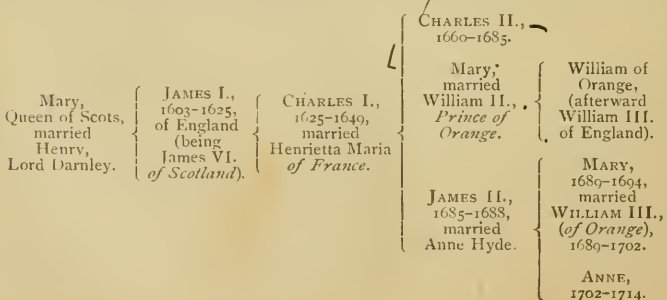 Mary,
Queen of Scots,
married
Henry,
Lord Darnley.
JAMES I.,
1603–1625,
of England
(being
James VI.
of Scotland).
CHARLES I.,
1625–1649,
married
Henrietta Maria
of France.
CHARLES II.,
1660–1685.
Mary,
married
William II.,
Prince of
Orange.
William of
Orange,
(afterward
William III.
of England).
JAMES II.,
1685–1688,
married
Anne Hyde.
MARY,
1689–1694,
married
WILLIAM III.,
(of Orange),
1689–1702.
ANNE,
1702–1714.